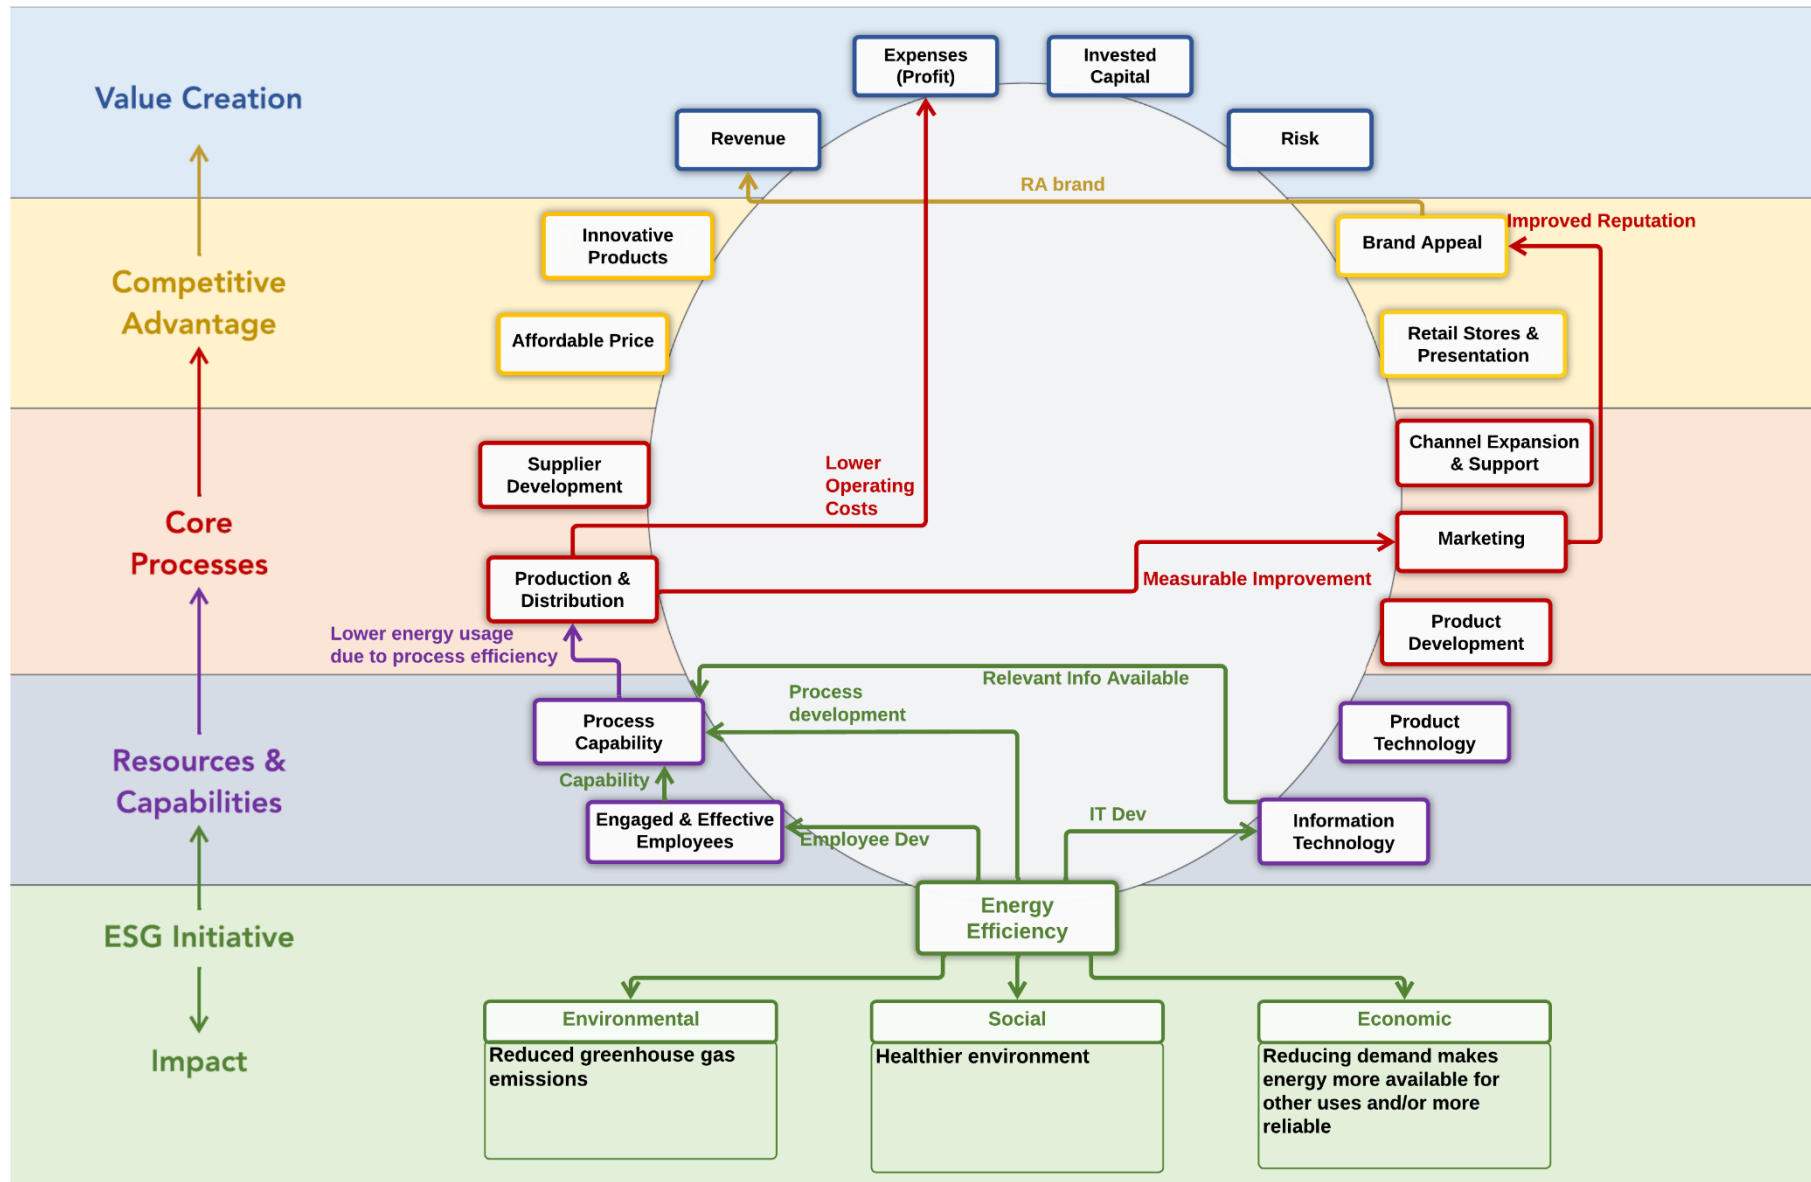 Expenses
(Profit)
Invested
Capital
Value Creation
Revenue
Risk
RA brand
Improved Reputation
Innovative
Products
Brand Appeal
Competitive
Advantage
Affordable Price
Retail Stores &
Presentation
Supplier
Development
Lower
Operating
Costs
Channel Expansion
& Support
Core
Processes
Production &
Distribution
Marketing
Measurable Improvement
Lower energy usage
due to process efficiency
Product
Development
Relevant Info Available
Process
development
Process
Capability
Product
Technology
Resources &
Capabilities
Capability
Engaged & Effective
Employees
Employee Dev
IT Dev
Information
Technology
ESG Initiative
Energy
Efficiency
Impact
Environmental
Reduced greenhouse gas
emissions
Social
Healthier environment
Economic
Reducing demand makes
energy more available for
other uses and/or more
reliable